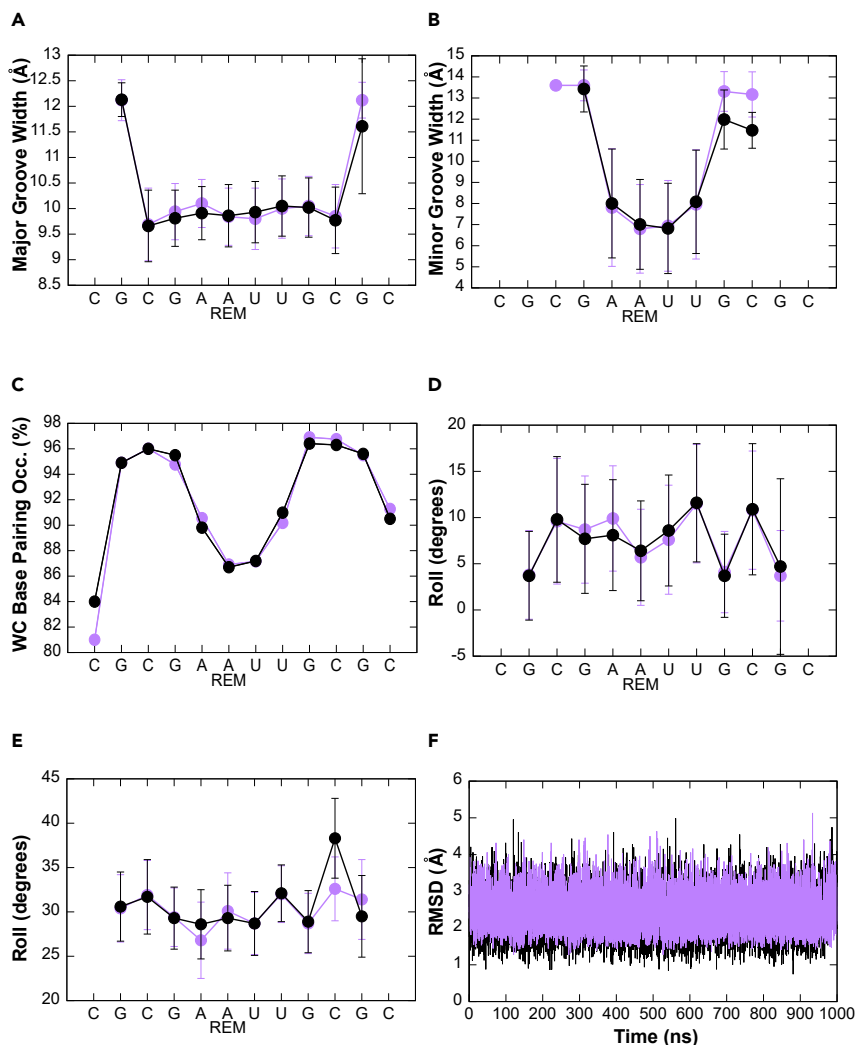 A
Major Groove Width (Å)
13
12.5
12
11.5
11
10.5
10
9.5
9
8.5
C G C G A A U U G C G C
REM
B
Minor Groove Width (Å)
15
14
13
12
11
10
9
8
7
6
5
4
C G C G A A U U G C G C
REM
C
WC Base Pairing Occ. (%)
98
96
94
92
90
88
86
84
82
80
C G C G A A U U G C G C
REM
D
Roll (degrees)
20
15
10
5
0
-5
C G C G A A U U G C G C
REM
E
Roll (degrees)
45
40
35
30
25
20
C G C G A A U U G C G C
REM
F
RMSD (Å)
6
5
4
3
2
1
0
0 100 200 300 400 500 600 700 800 900 1000
Time (ns)